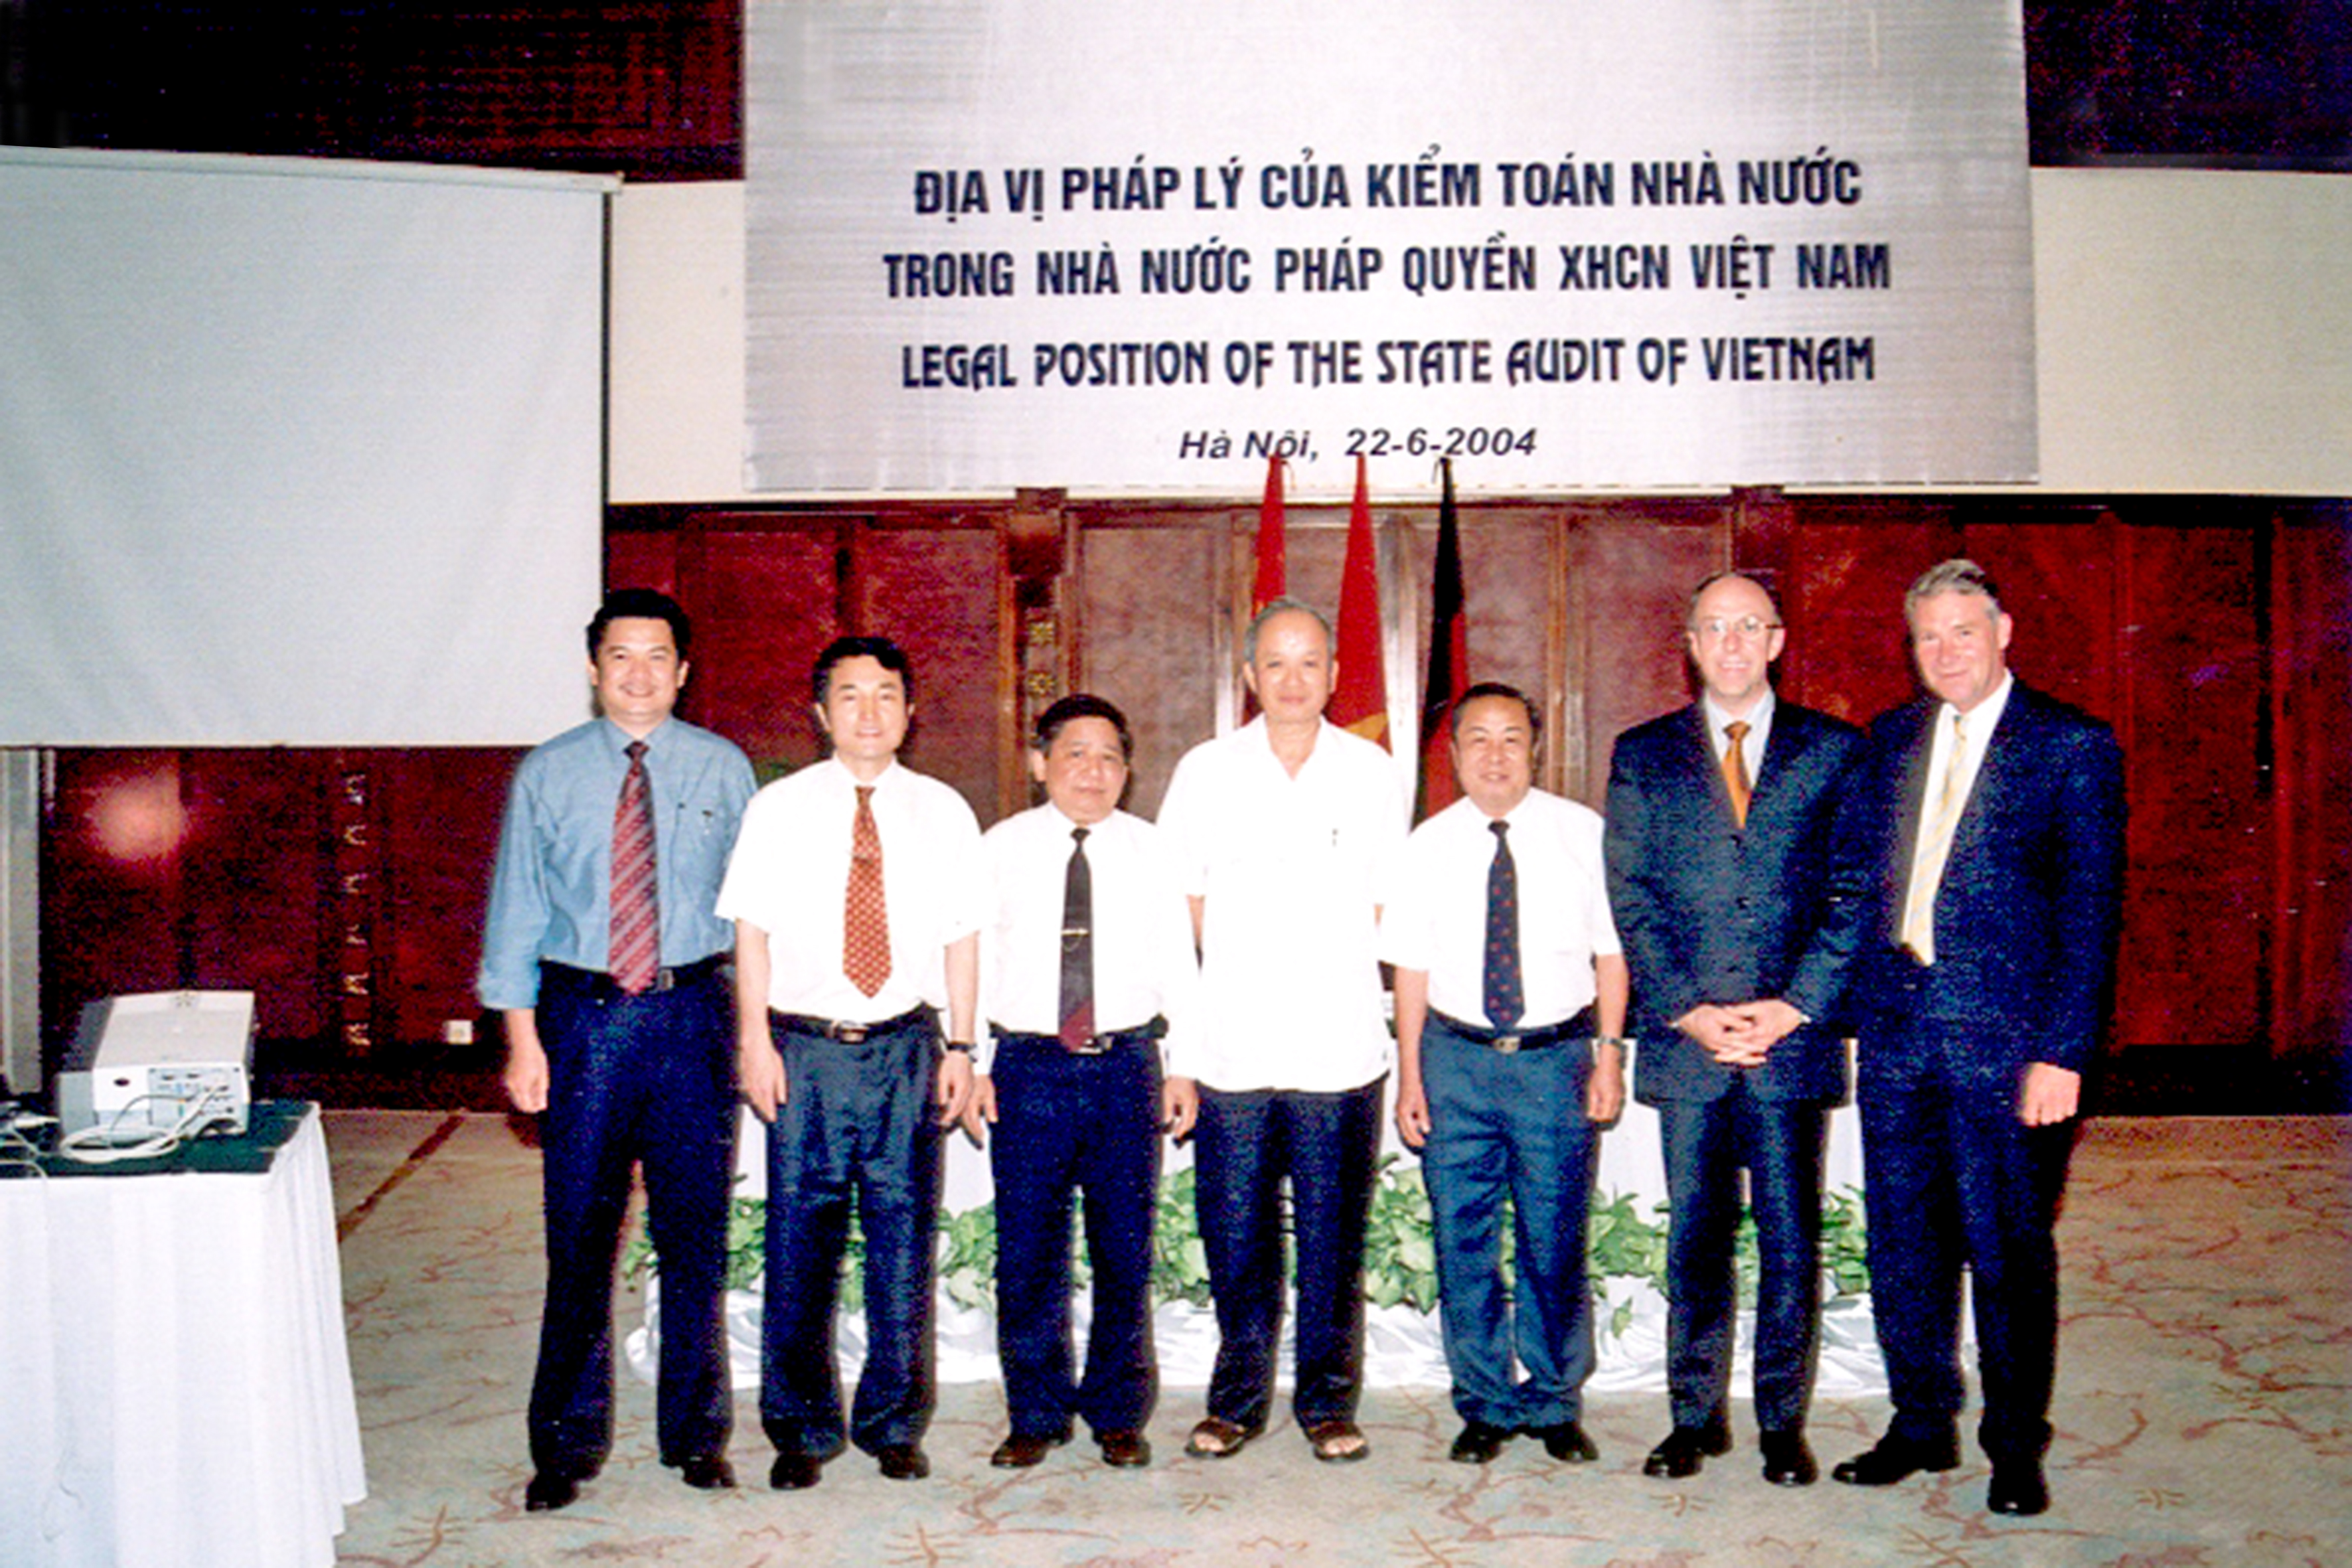 ĐỊA VỊ PHÁP LÝ CỦA KIỂM TOÁN NHÀ NƯỚC
TRONG NHÀ NƯỚC PHÁP QUYỀN XHCN VIỆT NAM
LEGAL POSITION OF THE STATE AUDIT OF VIETNAM
Hà Nội, 22-6-2004